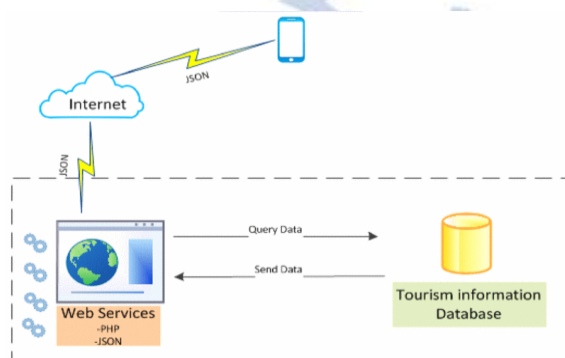 JSON
Internet
JSON
Query Data
Send Data
Web Services
-PHP
-JSON
Tourism information
Database